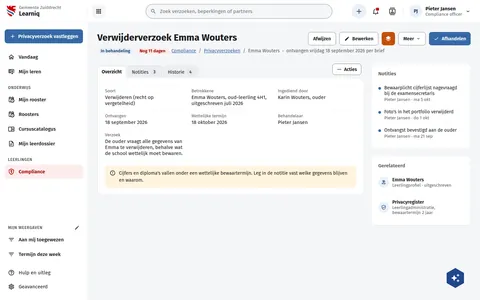 Gemeente Zuiddrecht
Learniq
Zoek verzoeken, beperkingen of partners.
Pieter Jansen
Compliance officer
Privacyverzoek vastleggen
Vandaag
Mijn leren
ONDERWIJS
Mijn rooster
Roosters
Cursuscatalogus
Mijn leerdossier
LEERLINGEN
Compliance
MIJN WEERGAVEN
Aan mij toegewezen
Termijn deze week
Hulp en uitleg
Geavanceerd
Verwijderverzoek Emma Wouters
Afwijzen
Bewerken
Meer
Afhandelen
In behandeling
Nog 11 dagen
Compliance / Privacyverzoeken / Emma Wouters - ontvangen vrijdag 18 september 2026 per brief
Overzicht
Notities 3
Historie 4
Acties
Soort
Verwijderen (recht op vergetelheid)
Betrokkene
Emma Wouters, oud-leerling 4H1, uitgeschreven juli 2026
Ingediend door
Karin Wouters, ouder
Ontvangen
18 september 2026
Wettelijke termijn
18 oktober 2026
Behandelaar
Pieter Jansen
Verzoek
De ouder vraagt alle gegevens van
Emma te verwijderen, behalve wat
de school wettelijk moet bewaren.
Cijfers en diploma's vallen onder een wettelijke bewaartermijn. Leg in de notitie vast welke gegevens blijven
en waarom.
Notities
Bewaarplicht cijferlijst nagevraagd
bij de examensecretaris
Pieter Jansen - ma 5 okt
Foto's in het portfolio verwijderd
Pieter Jansen - do 1 okt
Ontvangst bevestigd aan de ouder
Pieter Jansen - ma 21 sep
Gerelateerd
Emma Wouters
Leerlingprofiel - uitgeschreven
Privacyregister
Leerlingadministratie,
bewaartermijn 2 jaar